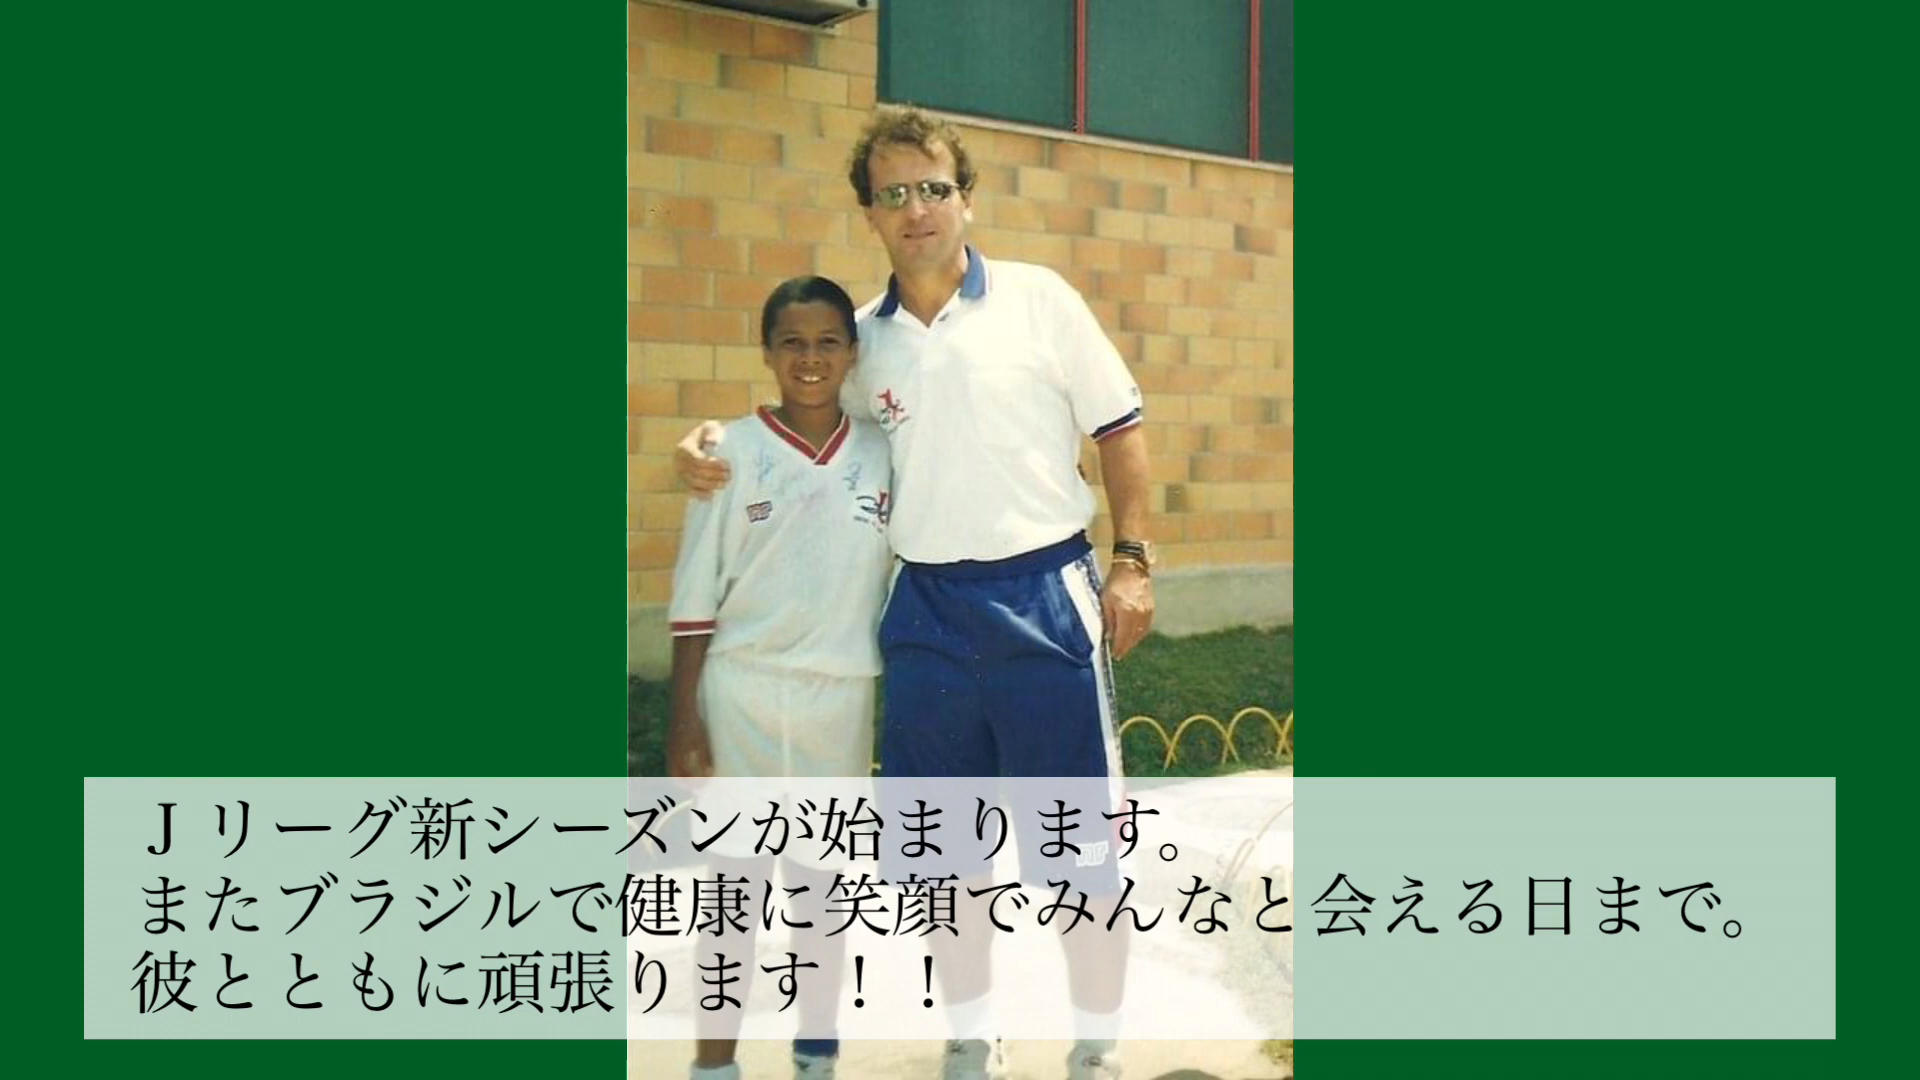 Ｊリーグ新シーズンが始まります。
またブラジルで健康に笑顔でみんなと会える日まで。
彼とともに頑張ります！！